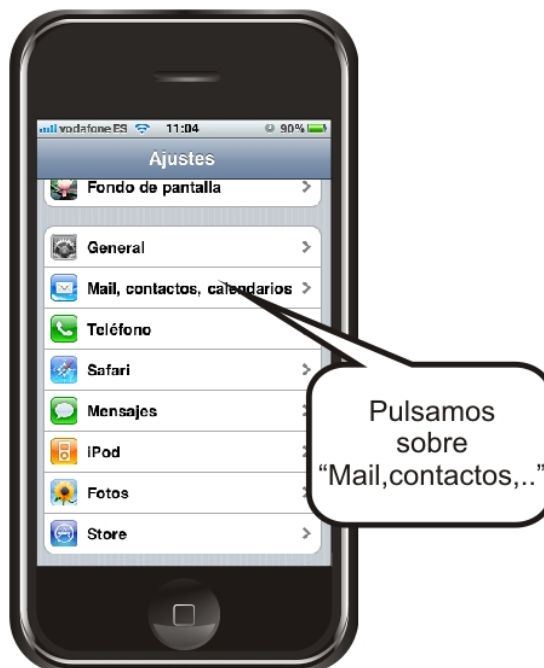 vodafone ES 11:04 90%
Ajustes
Fondo de pantalla
General
Mail, contactos, calendarios
Teléfono
Safari
Mensajes
iPod
Fotos
Store
Pulsamos
sobre
“Mail,contactos,..”